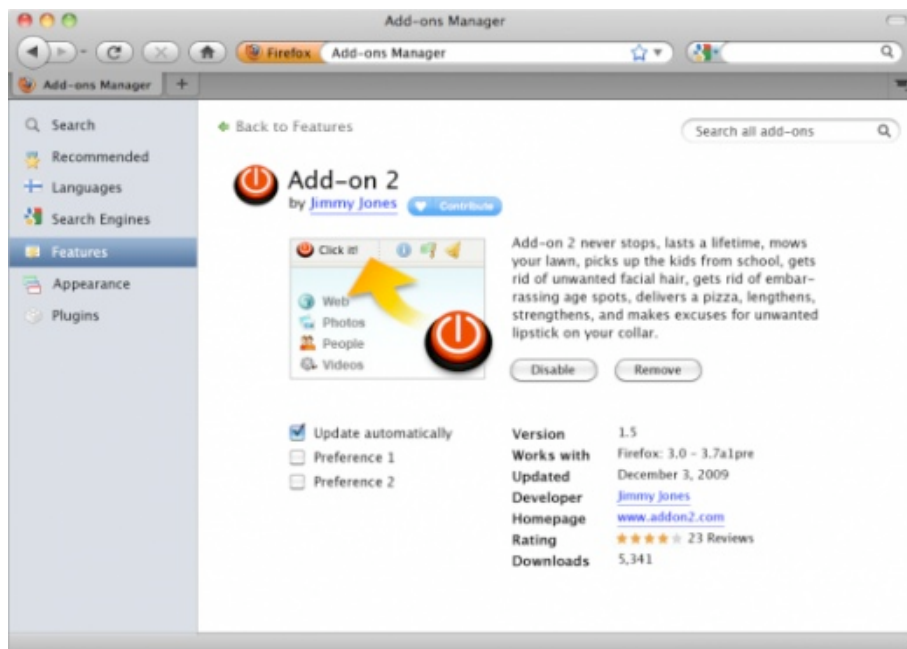 Add-ons Manager
Firefox Add-ons Manager
Add-ons Manager +
Search
Recommended
Languages
Search Engines
Features
Appearance
Plugins
Back to Features
Search all add-ons
Add-on 2
by Jimmy Jones Contribute
Click it!
Web
Photos
People
Videos
Add-on 2 never stops, lasts a lifetime, mows
your lawn, picks up the kids from school, gets
rid of unwanted facial hair, gets rid of embar-
rassing age spots, delivers a pizza, lengthens,
strengthens, and makes excuses for unwanted
lipstick on your collar.
Disable Remove
Update automatically
Preference 1
Preference 2
Version 1.5
Works with Firefox: 3.0 – 3.7a1pre
Updated December 3, 2009
Developer Jimmy Jones
Homepage www.addon2.com
Rating 23 Reviews
Downloads 5,341